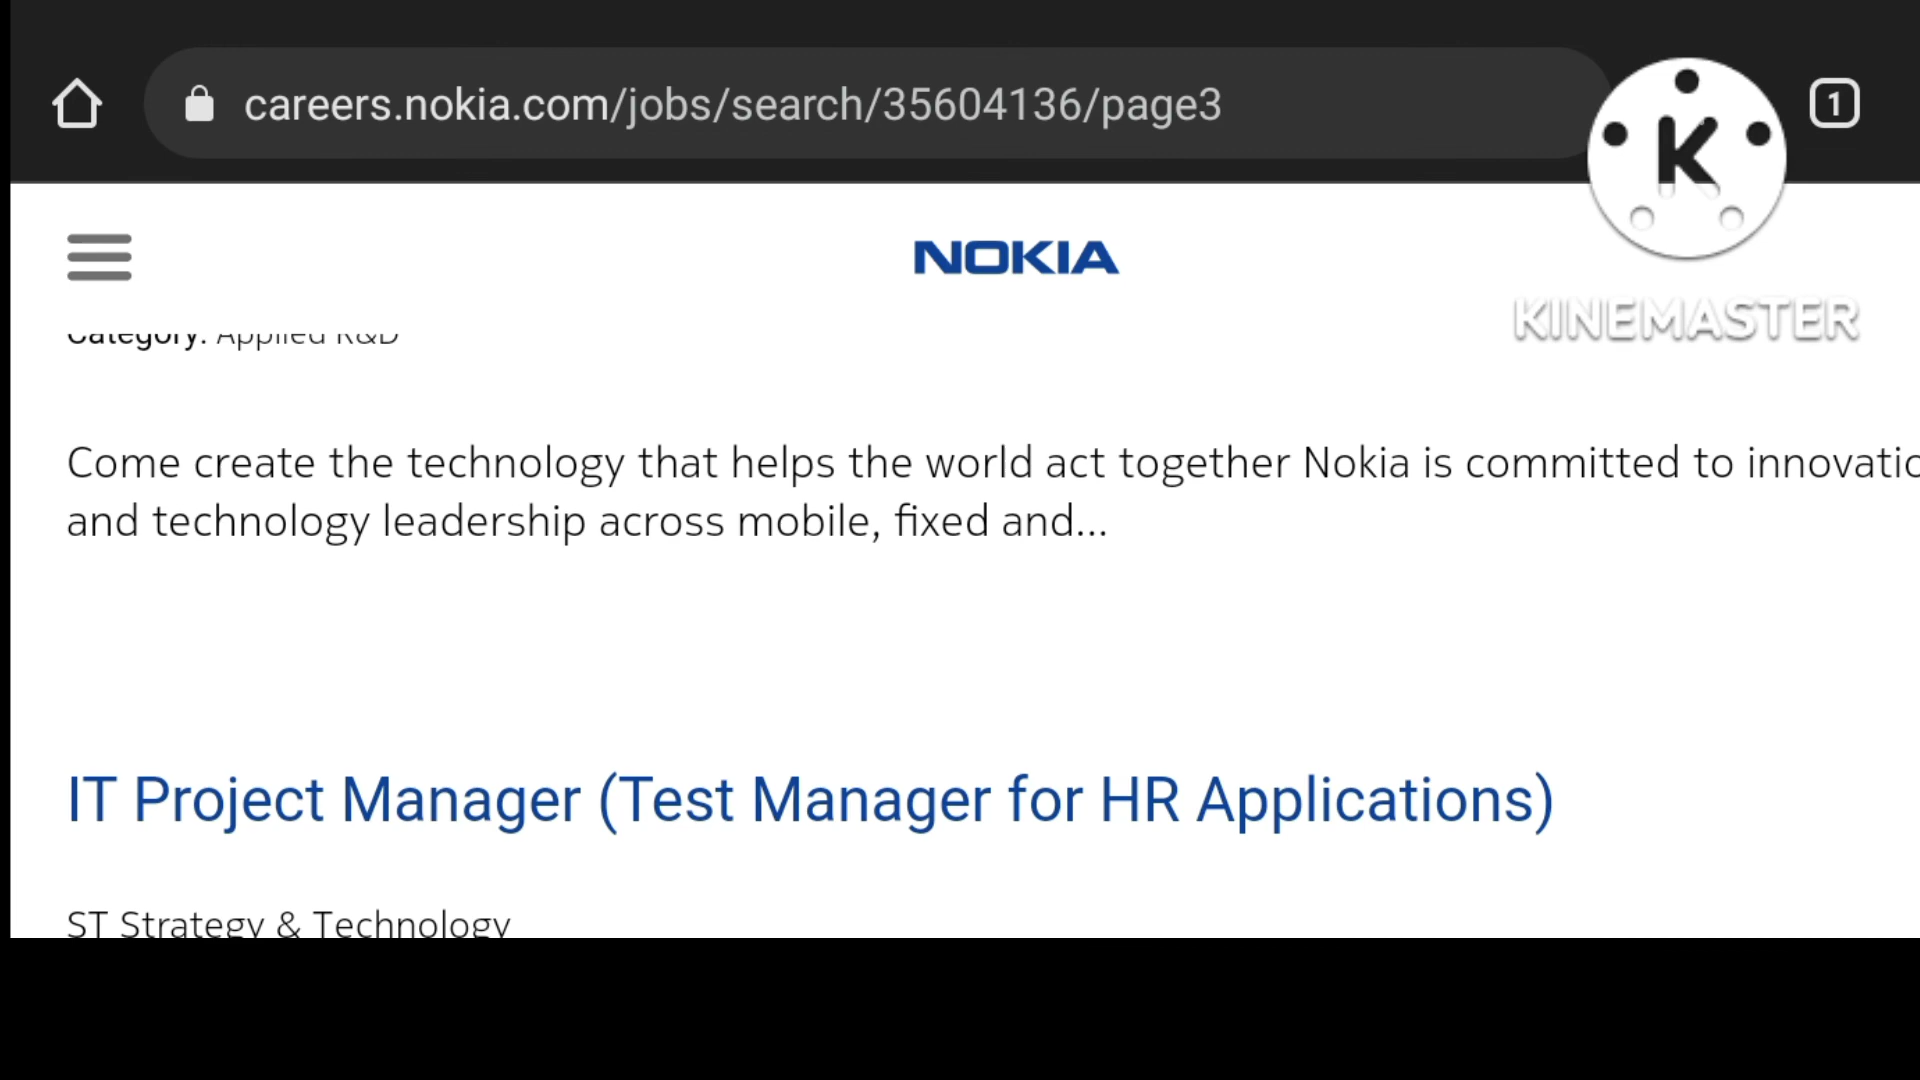 careers.nokia.com/jobs/search/35604136/page3
1
K
NOKIA
KINEMASTER
Category: Applied R&D
Come create the technology that helps the world act together Nokia is committed to innovatio
and technology leadership across mobile, fixed and...
IT Project Manager (Test Manager for HR Applications)
ST Strategy & Technology